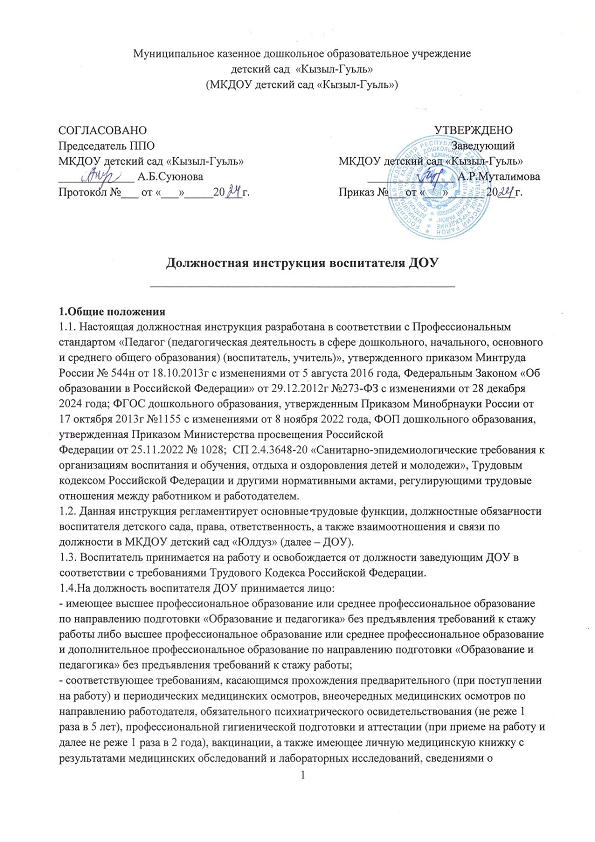 Муниципальное казенное дошкольное образовательное учреждение
детский сад «Кызыл-Гуьль»
(МКДОУ детский сад «Кызыл-Гуьль»)
СОГЛАСОВАНО УТВЕРЖДЕНО
Председатель ППО Заведующий
МКДОУ детский сад «Кызыл-Гуьль» МКДОУ детский сад «Кызыл-Гуьль»
____________ А.Б.Суюнова ____________ А.Р.Муталимова
Протокол №___ от «___»_____2024г. Приказ №___от «___»______2024г.
Должностная инструкция воспитателя ДОУ
1.Общие положения
1.1. Настоящая должностная инструкция разработана в соответствии с Профессиональным
стандартом «Педагог (педагогическая деятельность в сфере дошкольного, начального, основного
и среднего общего образования) (воспитатель, учитель)», утвержденного приказом Минтруда
России № 544н от 18.10.2013г с изменениями от 5 августа 2016 года, Федеральным Законом «Об
образовании в Российской Федерации» от 29.12.2012г №273-ФЗ с изменениями от 28 декабря
2024 года; ФГОС дошкольного образования, утвержденным Приказом Минобрнауки России от
17 октября 2013г №1155 с изменениями от 8 ноября 2022 года, ФОП дошкольного образования,
утвержденная Приказом Министерства просвещения Российской
Федерации от 25.11.2022 № 1028; СП 2.4.3648-20 «Санитарно-эпидемиологические требования к
организациям воспитания и обучения, отдыха и оздоровления детей и молодежи», Трудовым
кодексом Российской Федерации и другими нормативными актами, регулирующими трудовые
отношения между работником и работодателем.
1.2. Данная инструкция регламентирует основные трудовые функции, должностные обязанности
воспитателя детского сада, права, ответственность, а также взаимоотношения и связи по
должности в МКДОУ детский сад «Юлдуз» (далее – ДОУ).
1.3. Воспитатель принимается на работу и освобождается от должности заведующим ДОУ в
соответствии с требованиями Трудового Кодекса Российской Федерации.
1.4.На должность воспитателя ДОУ принимается лицо:
- имеющее высшее профессиональное образование или среднее профессиональное образование
по направлению подготовки «Образование и педагогика» без предъявления требований к стажу
работы либо высшее профессиональное образование или среднее профессиональное образование
и дополнительное профессиональное образование по направлению подготовки «Образование и
педагогика» без предъявления требований к стажу работы;
- соответствующее требованиям, касающимся прохождения предварительного (при поступлении
на работу) и периодических медицинских осмотров, внеочередных медицинских осмотров по
направлению работодателя, обязательного психиатрического освидетельствования (не реже 1
раза в 5 лет), профессиональной гигиенической подготовки и аттестации (при приеме на работу и
далее не реже 1 раза в 2 года), вакцинации, а также имеющее личную медицинскую книжку с
результатами медицинских обследований и лабораторных исследований, сведениями о
1